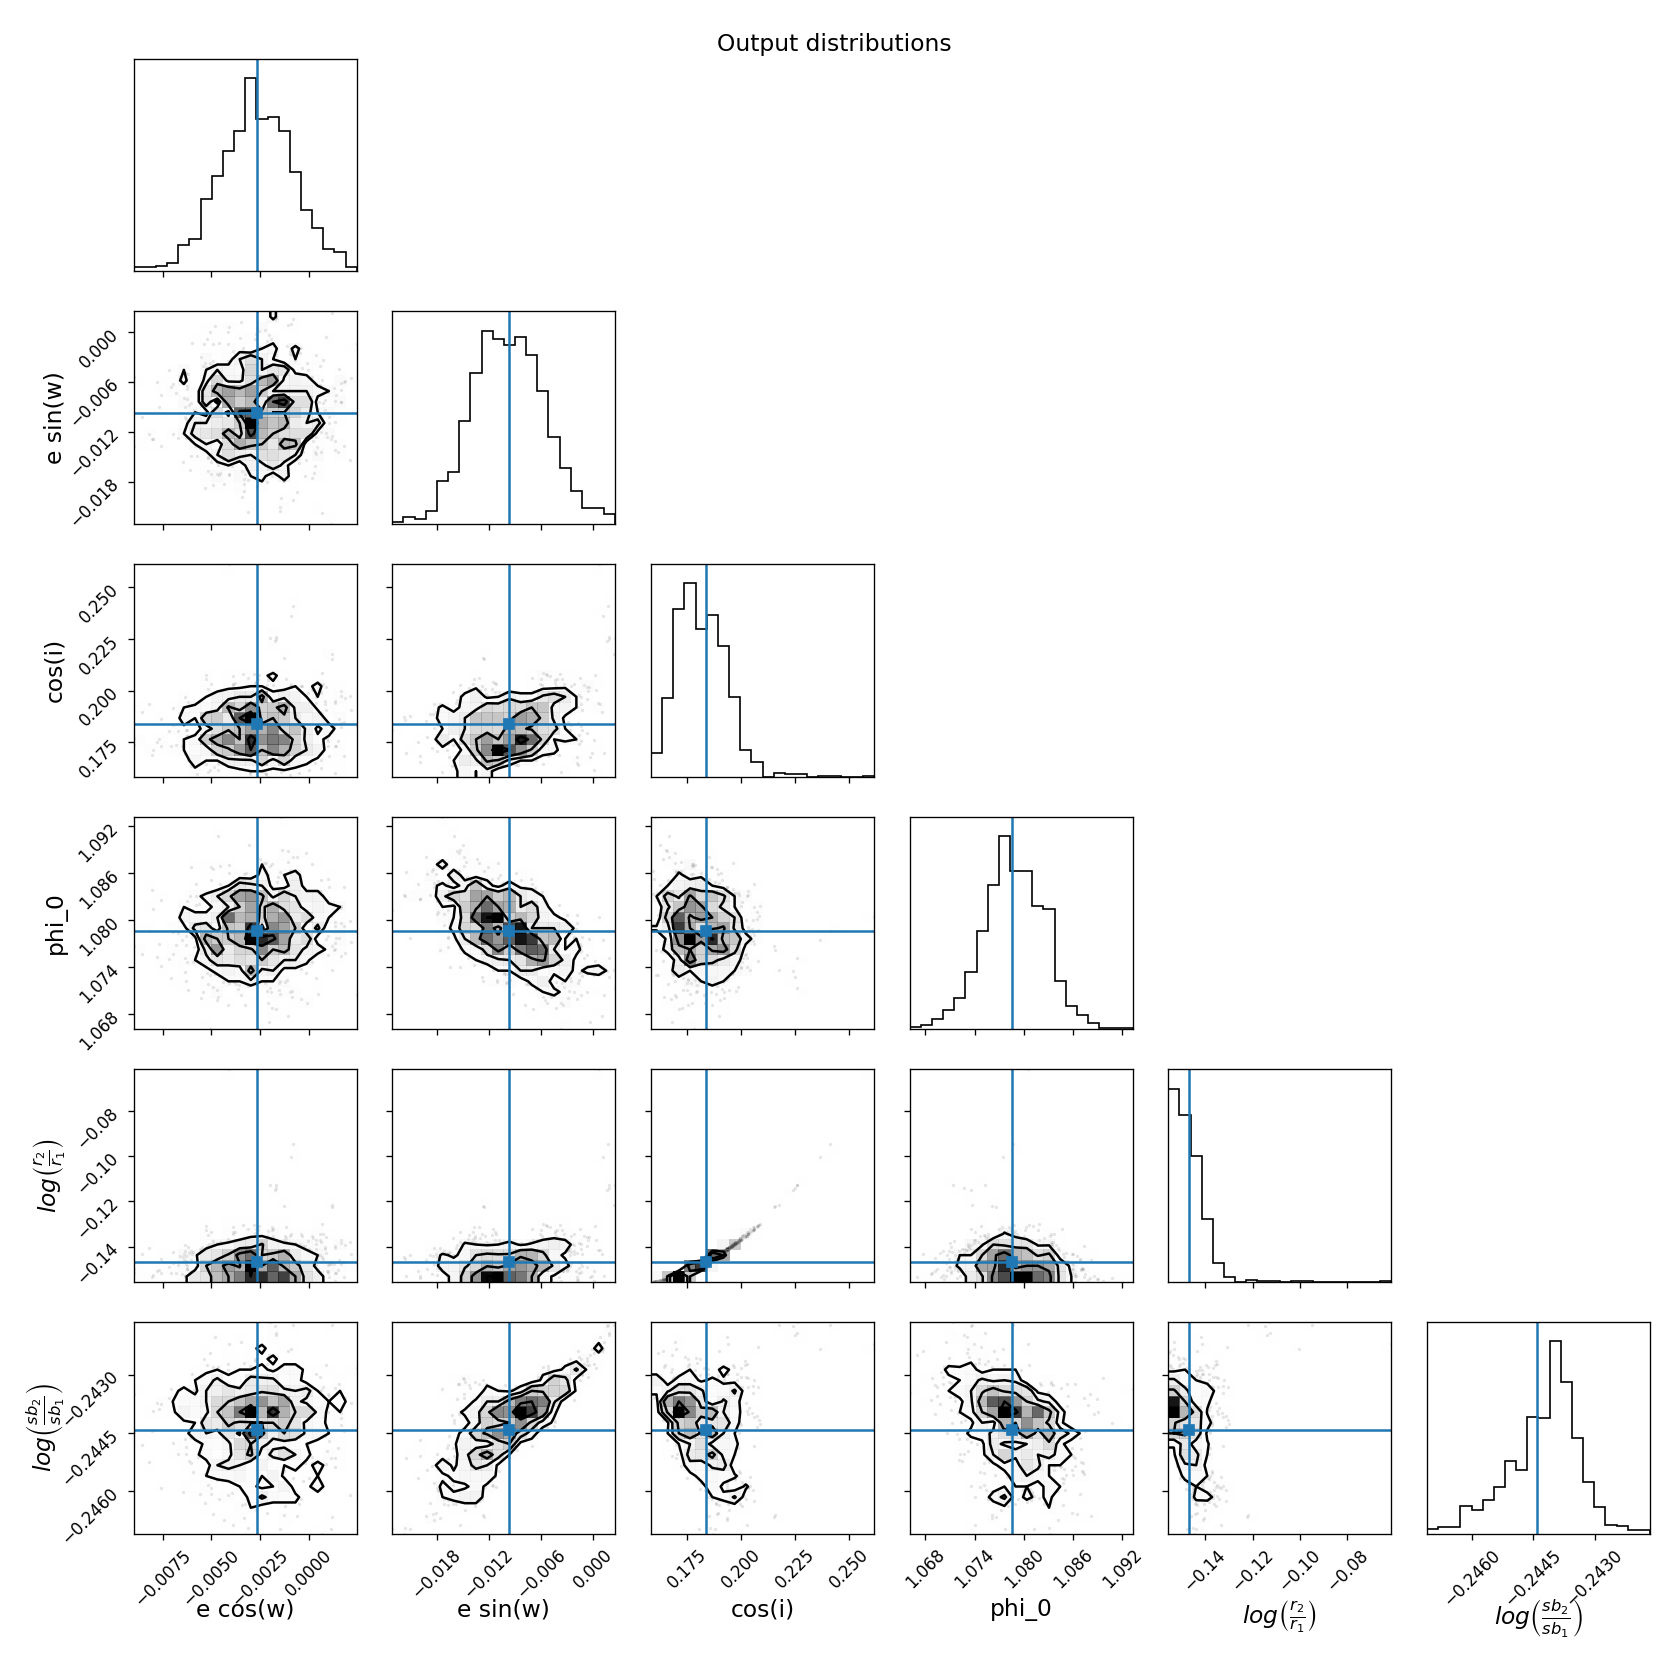 Output distributions
e sin(w)
0.000
−0.006
−0.012
−0.018
cos(i)
0.250
0.225
0.200
0.175
phi_0
1.092
1.086
1.080
1.074
1.068
log(r₂/r₁)
−0.08
−0.10
−0.12
−0.14
log(sb₂/sb₁)
−0.2430
−0.2445
−0.2460
−0.0075 −0.0050 −0.0025 0.0000
−0.018 −0.012 −0.006 0.000
0.175 0.200 0.225 0.250
1.068 1.074 1.080 1.086 1.092
−0.14 −0.12 −0.10 −0.08
−0.2460 −0.2445 −0.2430
e cos(w) e sin(w) cos(i) phi_0 log(r₂/r₁) log(sb₂/sb₁)